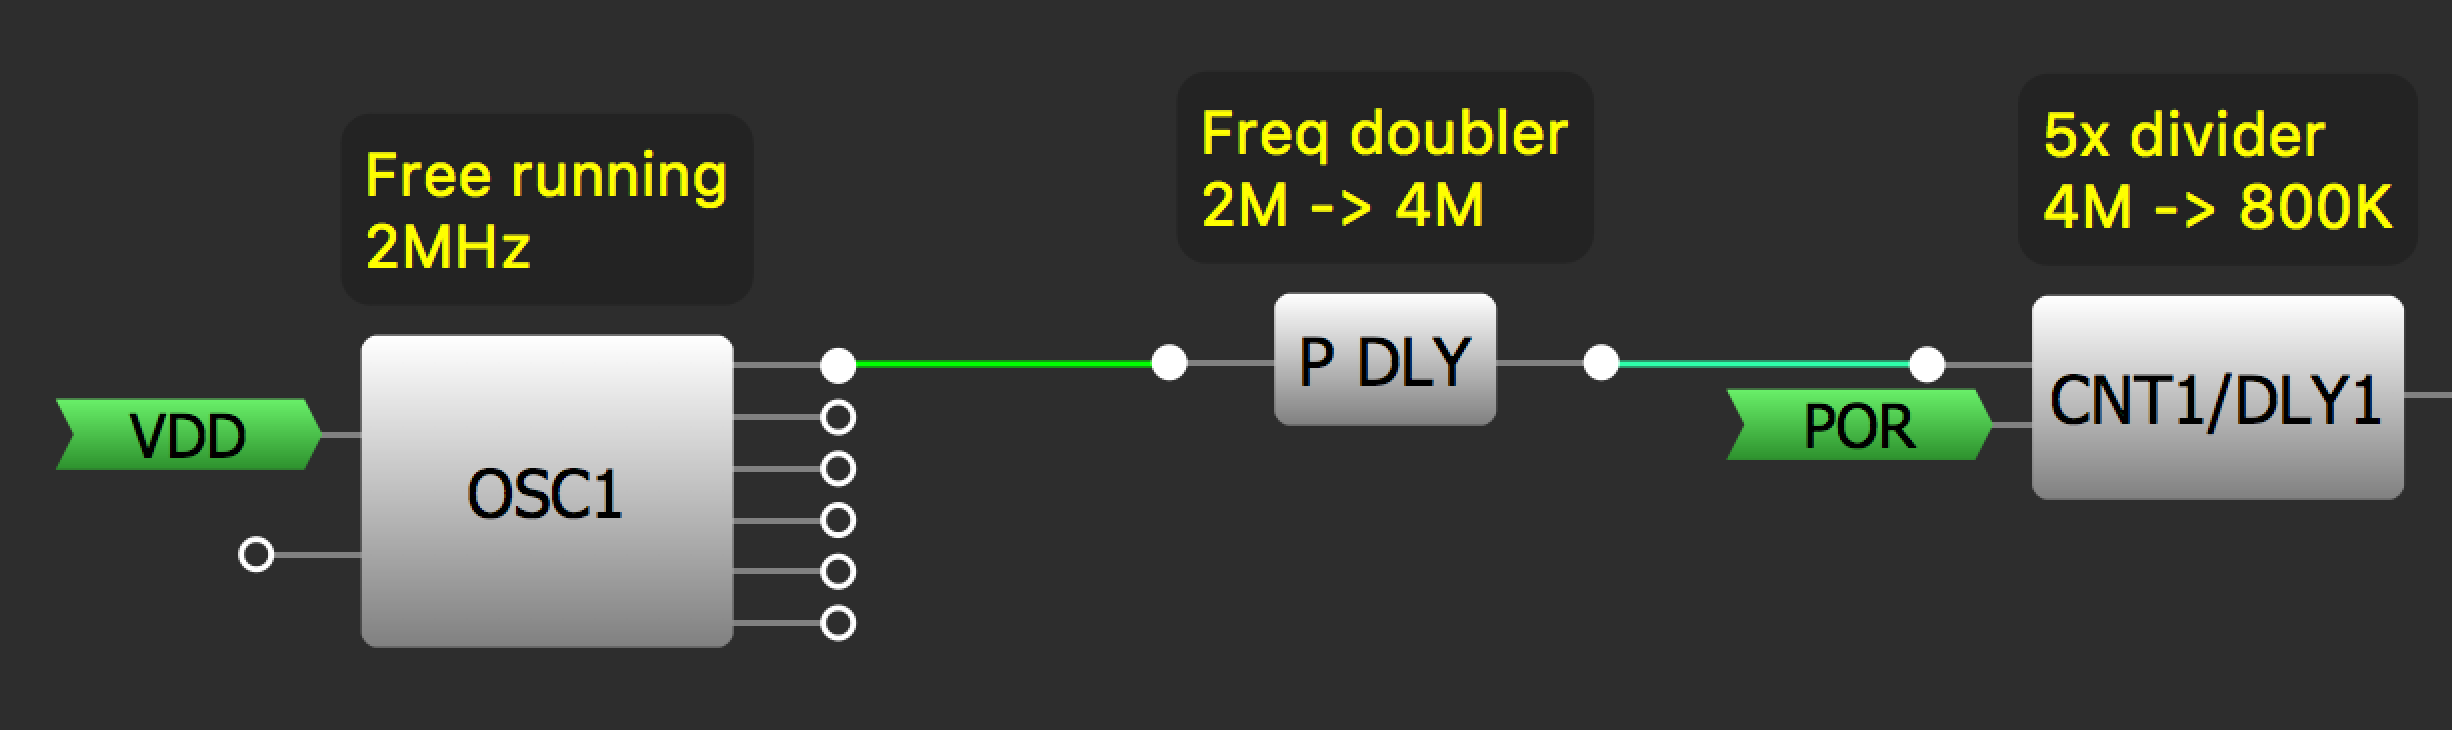 Free running
2MHz
Freq doubler
2M -> 4M
5x divider
4M -> 800K
VDD
OSC1
P DLY
POR
CNT1/DLY1